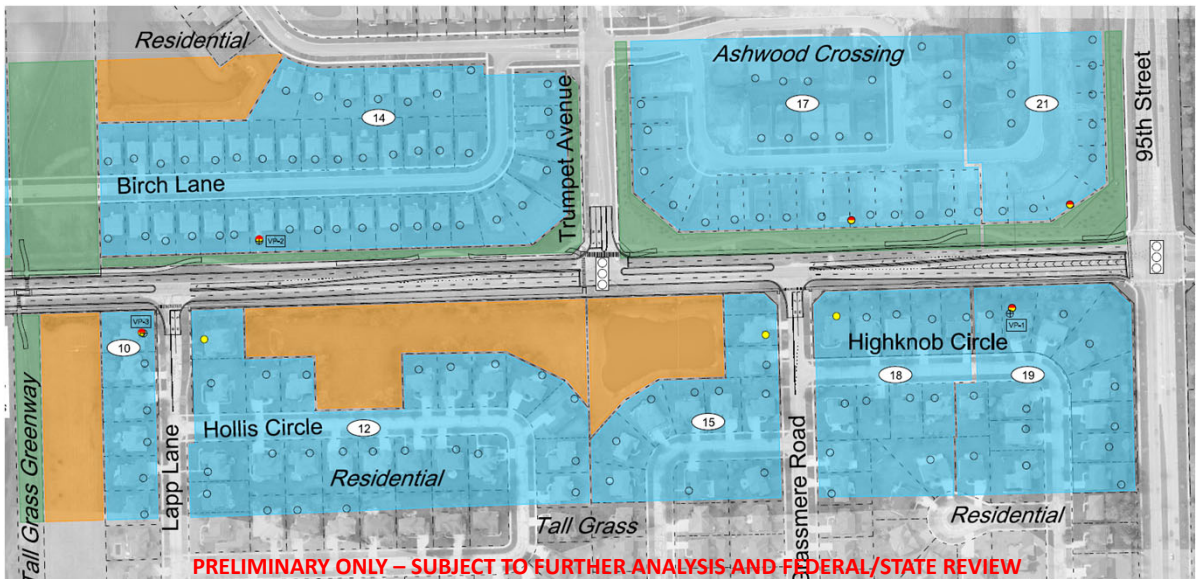 Residential
Ashwood Crossing
14
17
21
Trumpet Avenue
95th Street
Birch Lane
VP-2
VP-3
VP-1
10
Highknob Circle
18
19
Tall Grass Greenway
Lapp Lane
Hollis Circle
12
15
Residential
Grassmere Road
Tall Grass
Residential
PRELIMINARY ONLY – SUBJECT TO FURTHER ANALYSIS AND FEDERAL/STATE REVIEW